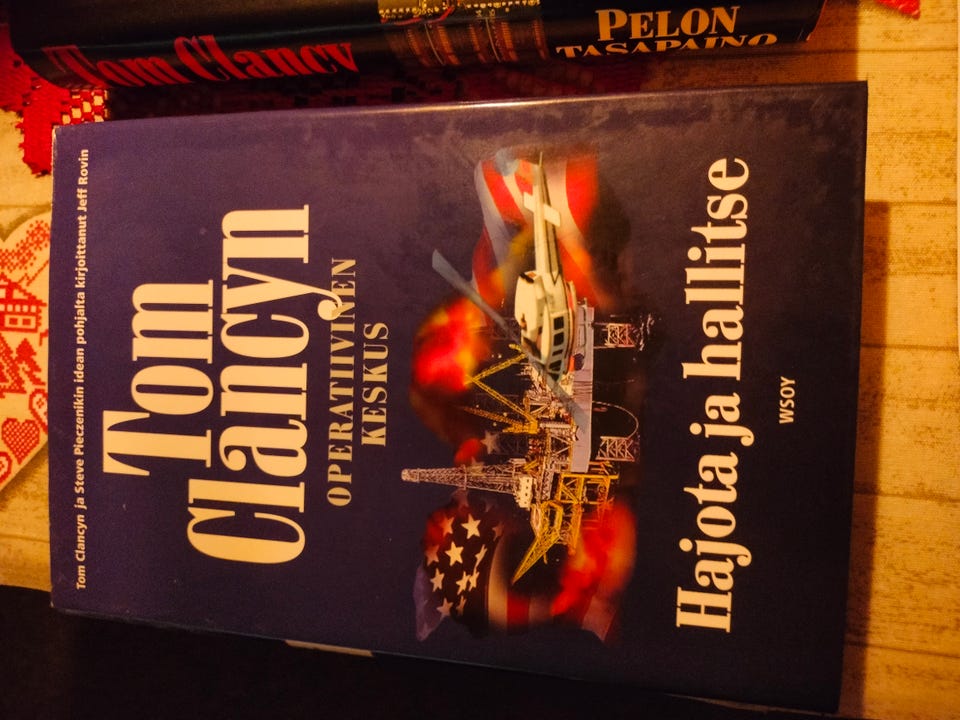 Tom Clancy
PELON
TASAPAINO
Tom Clancyn ja Steve Pieczenikin idean pohjalta kirjoittanut Jeff Rovin
Tom
Clancyn
OPERATIIVINEN
KESKUS
Hajota ja hallitse
WSOY